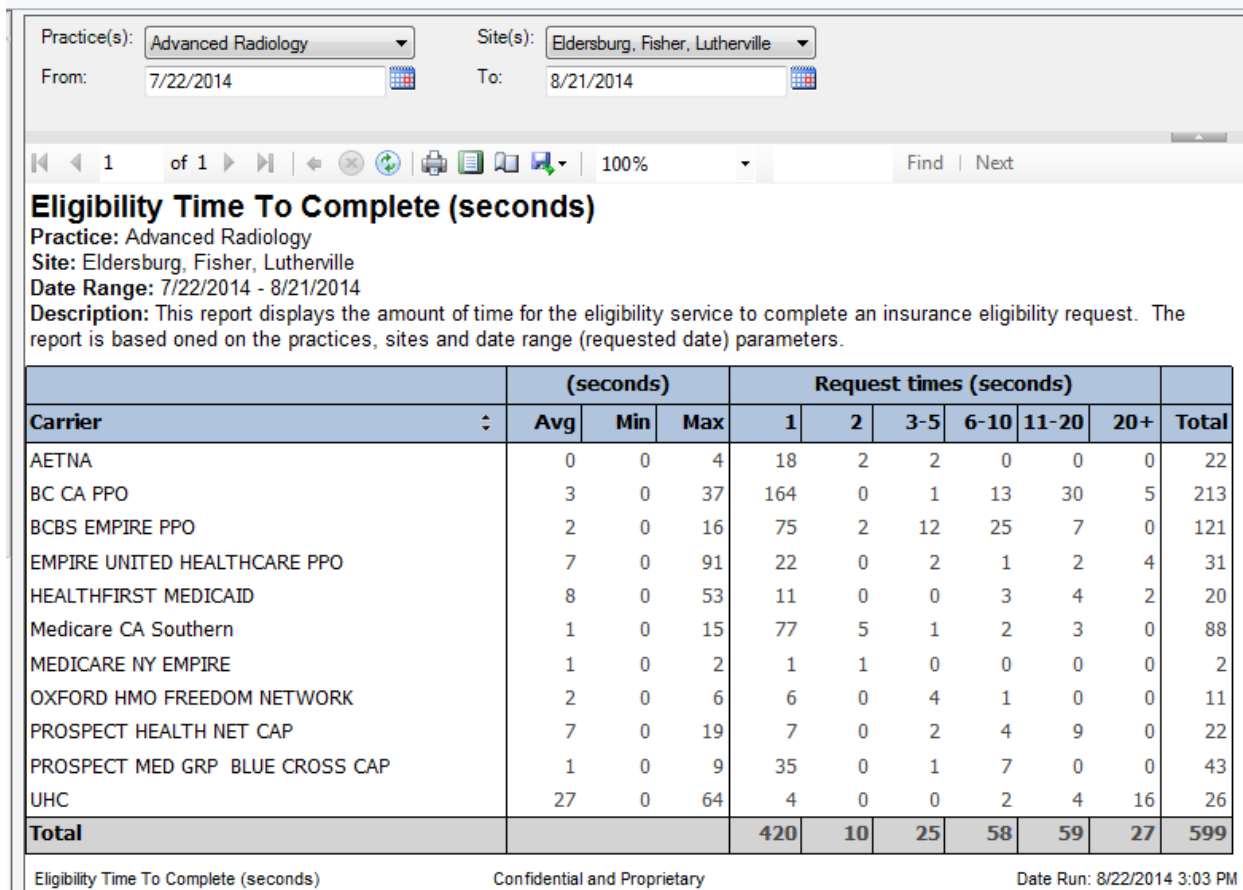 Practice(s): Advanced Radiology Site(s): Eldersburg, Fisher, Lutherville
From: 7/22/2014 To: 8/21/2014
1 of 1 100% Find | Next
Eligibility Time To Complete (seconds)
Practice: Advanced Radiology
Site: Eldersburg, Fisher, Lutherville
Date Range: 7/22/2014 - 8/21/2014
Description: This report displays the amount of time for the eligibility service to complete an insurance eligibility request. The
report is based oned on the practices, sites and date range (requested date) parameters.
(seconds) Request times (seconds)
Carrier Avg Min Max 1 2 3-5 6-10 11-20 20+ Total
AETNA 0 0 4 18 2 2 0 0 0 22
BC CA PPO 3 0 37 164 0 1 13 30 5 213
BCBS EMPIRE PPO 2 0 16 75 2 12 25 7 0 121
EMPIRE UNITED HEALTHCARE PPO 7 0 91 22 0 2 1 2 4 31
HEALTHFIRST MEDICAID 8 0 53 11 0 0 3 4 2 20
Medicare CA Southern 1 0 15 77 5 1 2 3 0 88
MEDICARE NY EMPIRE 1 0 2 1 1 0 0 0 0 2
OXFORD HMO FREEDOM NETWORK 2 0 6 6 0 4 1 0 0 11
PROSPECT HEALTH NET CAP 7 0 19 7 0 2 4 9 0 22
PROSPECT MED GRP BLUE CROSS CAP 1 0 9 35 0 1 7 0 0 43
UHC 27 0 64 4 0 0 2 4 16 26
Total 420 10 25 58 59 27 599
Eligibility Time To Complete (seconds) Confidential and Proprietary Date Run: 8/22/2014 3:03 PM